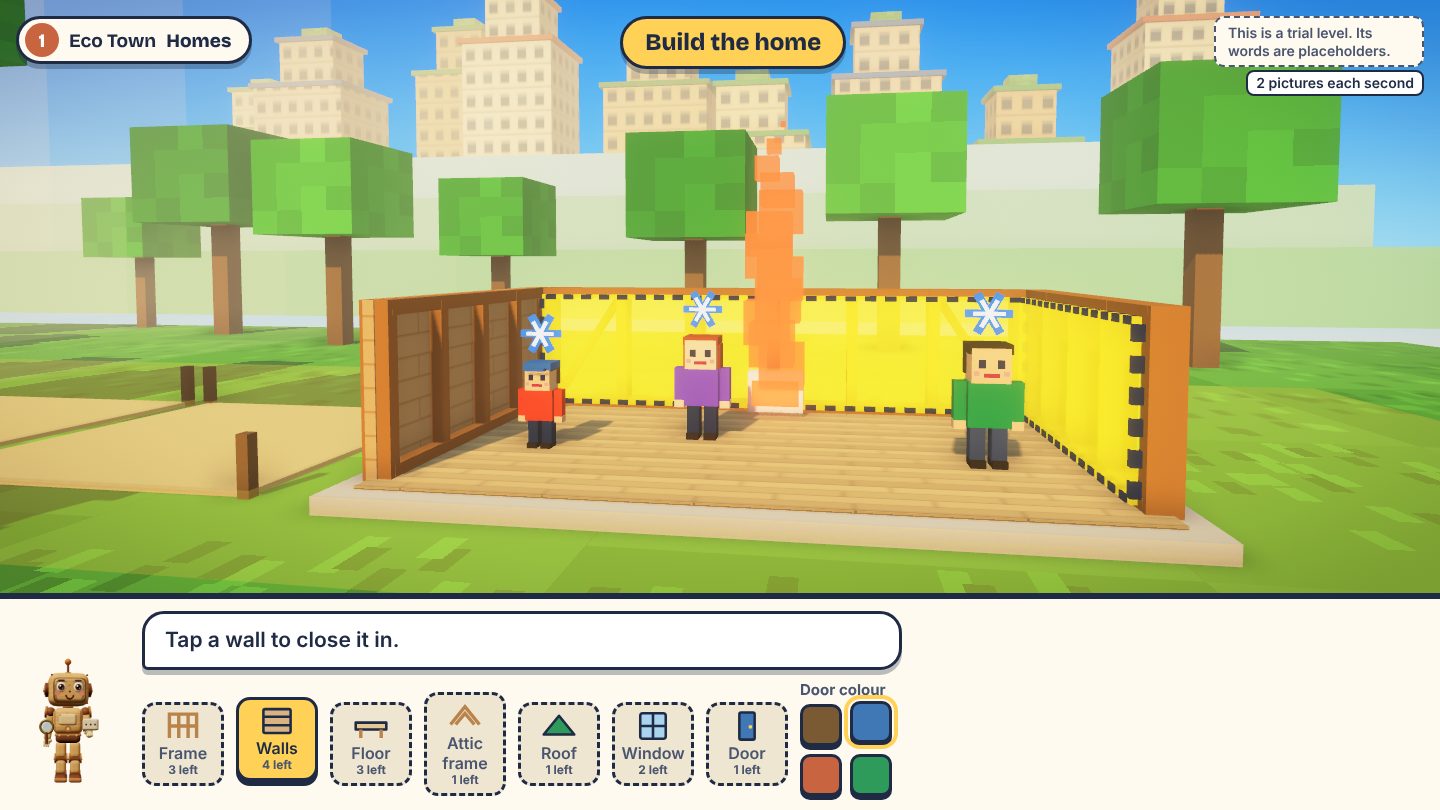 1 Eco Town Homes
Build the home
This is a trial level. Its
words are placeholders.
2 pictures each second
Tap a wall to close it in.
Door colour
Frame
3 left
Walls
4 left
Floor
3 left
Attic
frame
1 left
Roof
1 left
Window
2 left
Door
1 left